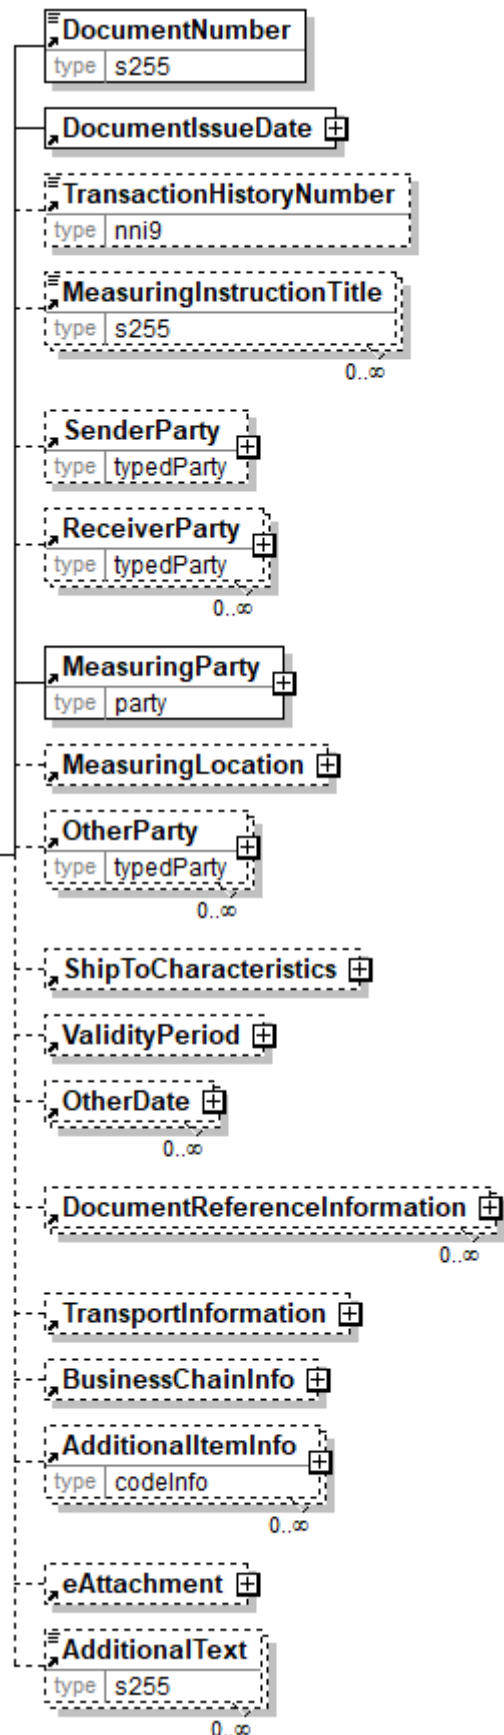 DocumentNumber
type s255
DocumentIssueDate
TransactionHistoryNumber
type nni9
MeasuringInstructionTitle
type s255
0..∞
SenderParty
type typedParty
ReceiverParty
type typedParty
0..∞
MeasuringParty
type party
MeasuringLocation
OtherParty
type typedParty
0..∞
ShipToCharacteristics
ValidityPeriod
OtherDate
0..∞
DocumentReferenceInformation
0..∞
TransportInformation
BusinessChainInfo
AdditionalItemInfo
type codeInfo
0..∞
eAttachment
AdditionalText
type s255
0..∞